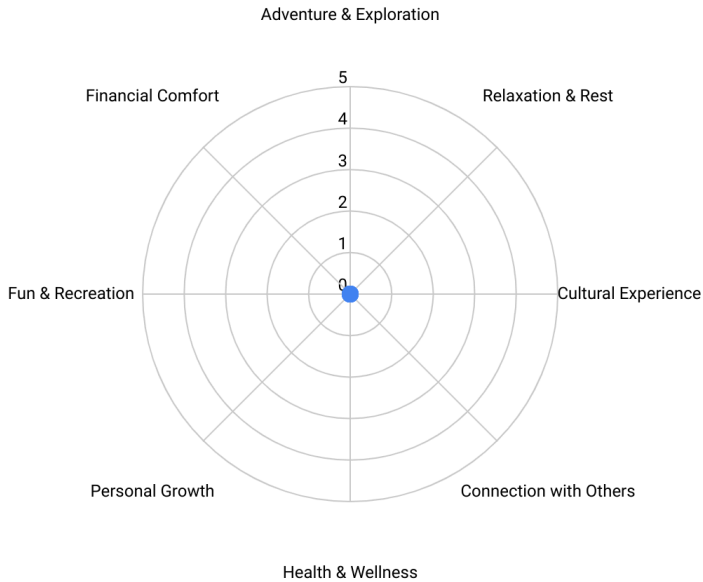 Adventure & Exploration
5
Financial Comfort
Relaxation & Rest
4
3
2
1
0
Fun & Recreation
Cultural Experience
Personal Growth
Connection with Others
Health & Wellness